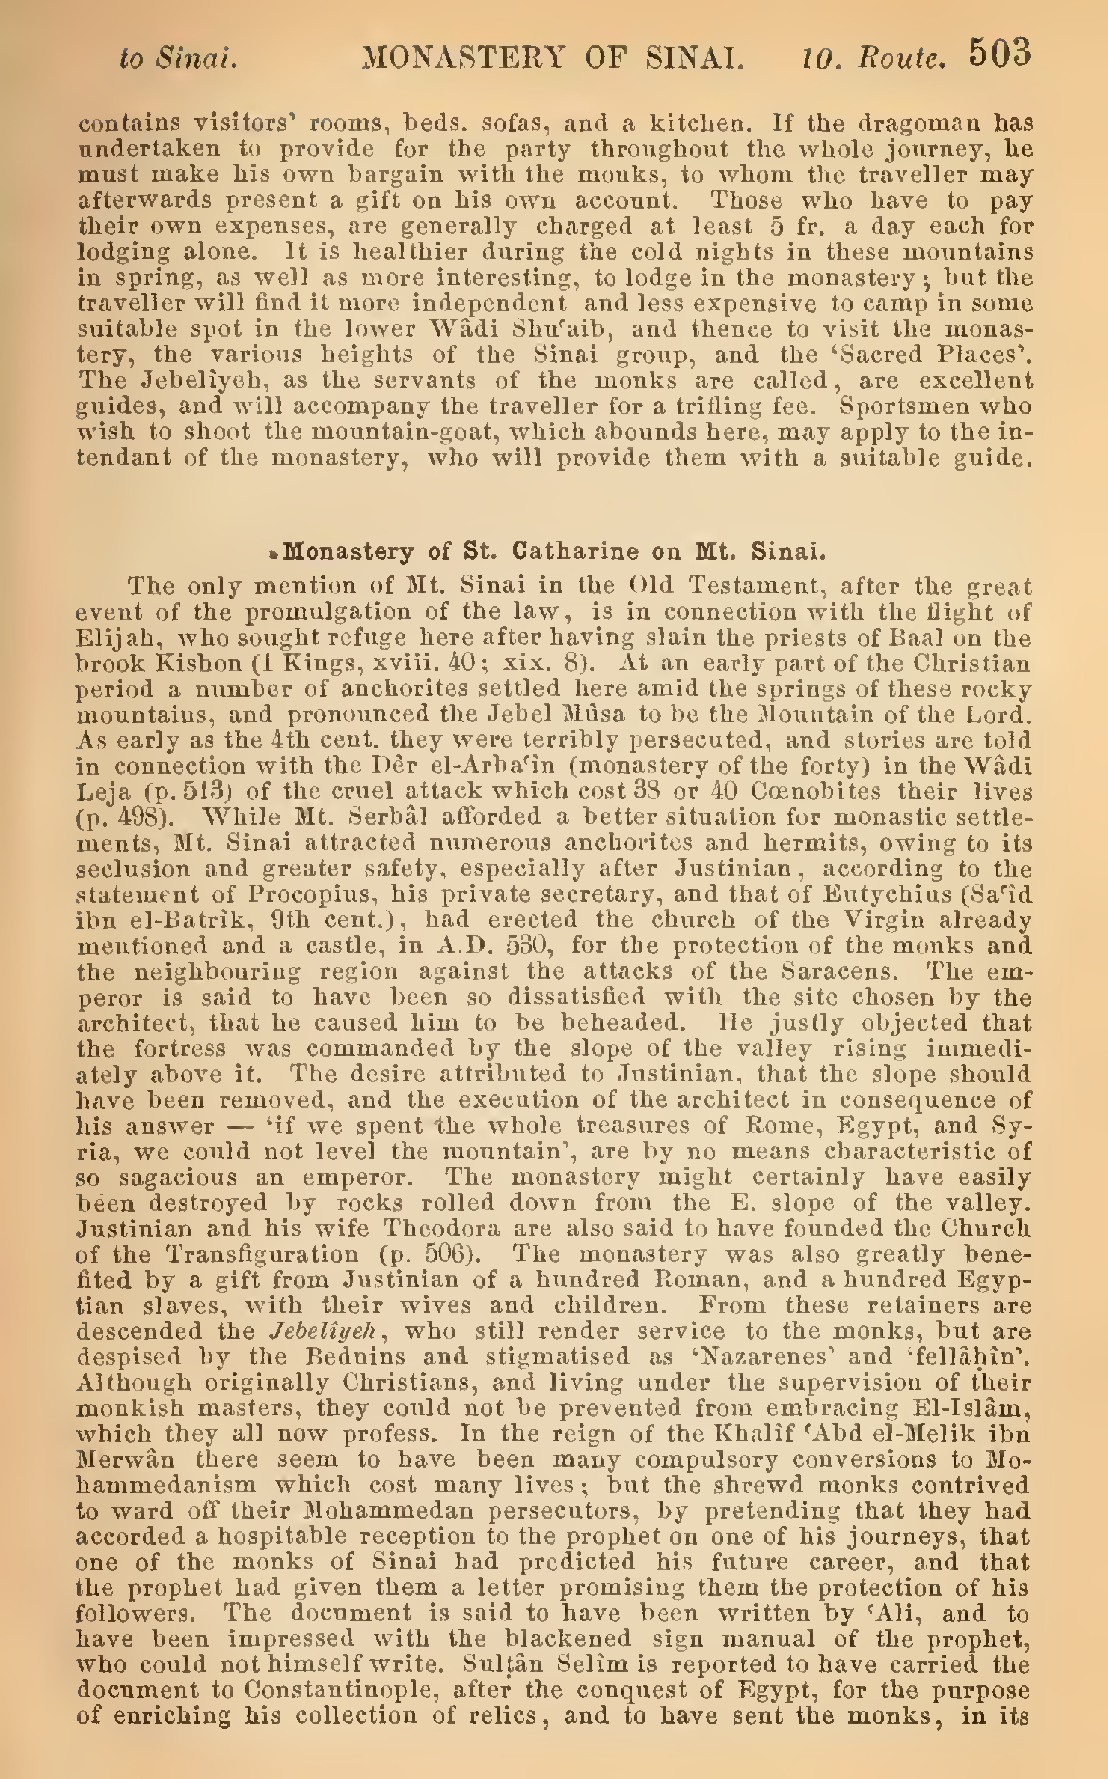 to Sinai. MONASTERY OF SINAI. 10. Route. 503
contains visitors' rooms, beds. sofas, and a kitchen. If the dragoman has
undertaken to provide for the party throughout the whole journey, he
must make his own bargain with the monks, to whom the traveller may
afterwards present a gift on his own account. Those who have to pay
their own expenses, are generally charged at least 5 fr. a day each for
lodging alone. It is healthier during the cold nights in these mountains
in spring, as well as more interesting, to lodge in the monastery; but the
traveller will find it more independent and less expensive to camp in some
suitable spot in the lower Wâdi Shuʿaib, and thence to visit the monas-
tery, the various heights of the Sinai group, and the 'Sacred Places'.
The Jebelîyeh, as the servants of the monks are called, are excellent
guides, and will accompany the traveller for a trifling fee. Sportsmen who
wish to shoot the mountain-goat, which abounds here, may apply to the in-
tendant of the monastery, who will provide them with a suitable guide.
*Monastery of St. Catharine on Mt. Sinai.
The only mention of Mt. Sinai in the Old Testament, after the great
event of the promulgation of the law, is in connection with the flight of
Elijah, who sought refuge here after having slain the priests of Baal on the
brook Kishon (1 Kings, xviii. 40; xix. 8). At an early part of the Christian
period a number of anchorites settled here amid the springs of these rocky
mountains, and pronounced the Jebel Mûsa to be the Mountain of the Lord.
As early as the 4th cent. they were terribly persecuted, and stories are told
in connection with the Dêr el-Arbaʿîn (monastery of the forty) in the Wâdi
Leja (p. 513) of the cruel attack which cost 38 or 40 Cœnobites their lives
(p. 498). While Mt. Serbâl afforded a better situation for monastic settle-
ments, Mt. Sinai attracted numerous anchorites and hermits, owing to its
seclusion and greater safety, especially after Justinian, according to the
statement of Procopius, his private secretary, and that of Eutychius (Saʿîd
ibn el-Batrîk, 9th cent.), had erected the church of the Virgin already
mentioned and a castle, in A.D. 530, for the protection of the monks and
the neighbouring region against the attacks of the Saracens. The em-
peror is said to have been so dissatisfied with the site chosen by the
architect, that he caused him to be beheaded. He justly objected that
the fortress was commanded by the slope of the valley rising immedi-
ately above it. The desire attributed to Justinian, that the slope should
have been removed, and the execution of the architect in consequence of
his answer — 'if we spent the whole treasures of Rome, Egypt, and Sy-
ria, we could not level the mountain', are by no means characteristic of
so sagacious an emperor. The monastery might certainly have easily
been destroyed by rocks rolled down from the E. slope of the valley.
Justinian and his wife Theodora are also said to have founded the Church
of the Transfiguration (p. 506). The monastery was also greatly bene-
fited by a gift from Justinian of a hundred Roman, and a hundred Egyp-
tian slaves, with their wives and children. From these retainers are
descended the Jebelîyeh, who still render service to the monks, but are
despised by the Beduins and stigmatised as 'Nazarenes' and 'fellâḥîn'.
Although originally Christians, and living under the supervision of their
monkish masters, they could not be prevented from embracing El-Islâm,
which they all now profess. In the reign of the Khalîf ʿAbd el-Melik ibn
Merwân there seem to have been many compulsory conversions to Mo-
hammedanism which cost many lives; but the shrewd monks contrived
to ward off their Mohammedan persecutors, by pretending that they had
accorded a hospitable reception to the prophet on one of his journeys, that
one of the monks of Sinai had predicted his future career, and that
the prophet had given them a letter promising them the protection of his
followers. The document is said to have been written by ʿAli, and to
have been impressed with the blackened sign manual of the prophet,
who could not himself write. Sulṭân Selîm is reported to have carried the
document to Constantinople, after the conquest of Egypt, for the purpose
of enriching his collection of relics, and to have sent the monks, in its